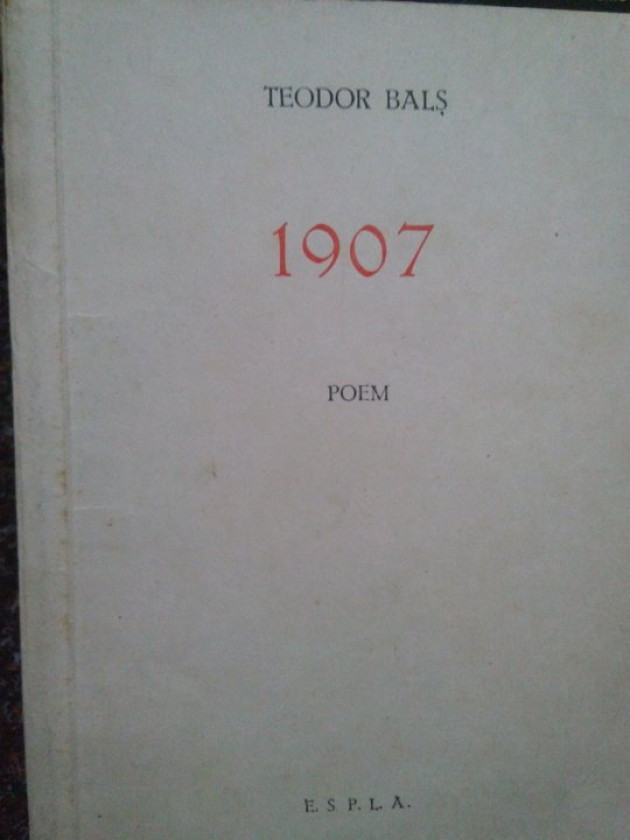 TEODOR BALȘ
1907
POEM
E. S. P. L. A.